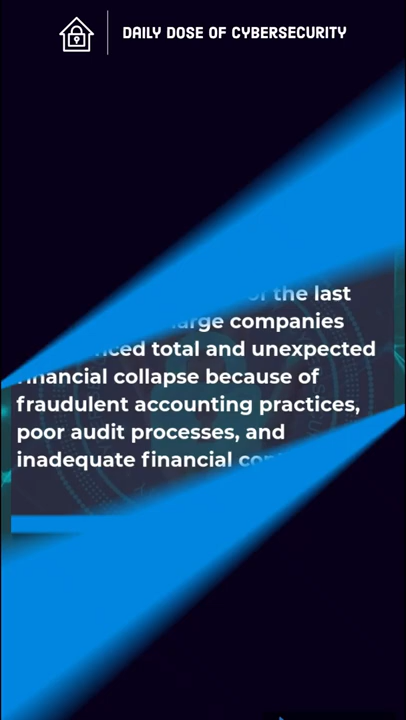 DAILY DOSE OF CYBERSECURITY
of the last
large companies
total and unexpected
financial collapse because of
fraudulent accounting practices,
poor audit processes, and
inadequate financial